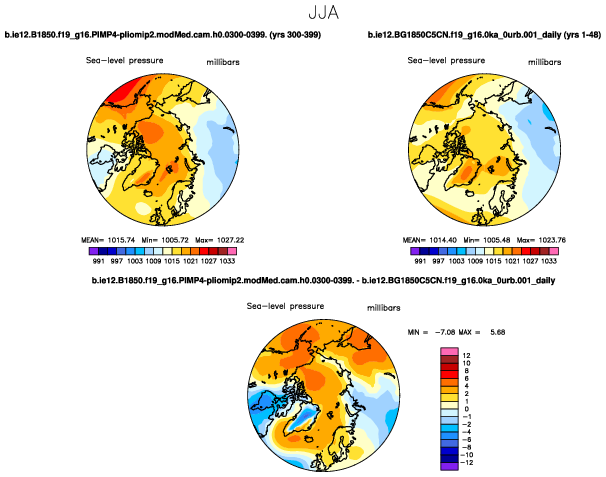 JJA
b.ie12.B1850.f19_g16.PIMP4-pliomip2.modMed.cam.h0.0300-0399. (yrs 300-399)
b.ie12.BG1850C5CN.f19_g16.0ka_0urb.001_daily (yrs 1-48)
Sea-level pressure millibars
Sea-level pressure millibars
MEAN= 1015.74 Min= 1005.72 Max= 1027.22
MEAN= 1014.40 Min= 1005.48 Max= 1023.76
991 997 1003 1009 1015 1021 1027 1033
991 997 1003 1009 1015 1021 1027 1033
b.ie12.B1850.f19_g16.PIMP4-pliomip2.modMed.cam.h0.0300-0399. - b.ie12.BG1850C5CN.f19_g16.0ka_0urb.001_daily
Sea-level pressure millibars
MIN = -7.08 MAX = 5.68
12
10
8
6
4
2
1
0
-1
-2
-4
-6
-8
-10
-12